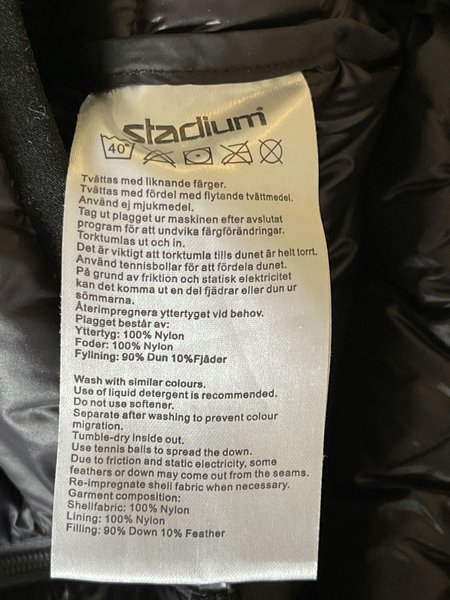 stadium
40°
Tvättas med liknande färger.
Tvättas med fördel med flytande tvättmedel.
Använd ej mjukmedel.
Tag ut plagget ur maskinen efter avslutat
program för att undvika färgförändringar.
Torktumlas ut och in.
Det är viktigt att torktumla tills dunet är helt torrt.
Använd tennisbollar för att fördela dunet.
På grund av friktion och statisk elektricitet
kan det komma ut en del fjädrar eller dun ur
sömmarna.
Återimpregnera yttertyget vid behov.
Plagget består av:
Yttertyg: 100% Nylon
Foder: 100% Nylon
Fyllning: 90% Dun 10%Fjäder
Wash with similar colours.
Use of liquid detergent is recommended.
Do not use softener.
Separate after washing to prevent colour
migration.
Tumble-dry inside out.
Use tennis balls to spread the down.
Due to friction and static electricity, some
feathers or down may come out from the seams.
Re-impregnate shell fabric when necessary.
Garment composition:
Shellfabric: 100% Nylon
Lining: 100% Nylon
Filling: 90% Down 10% Feather